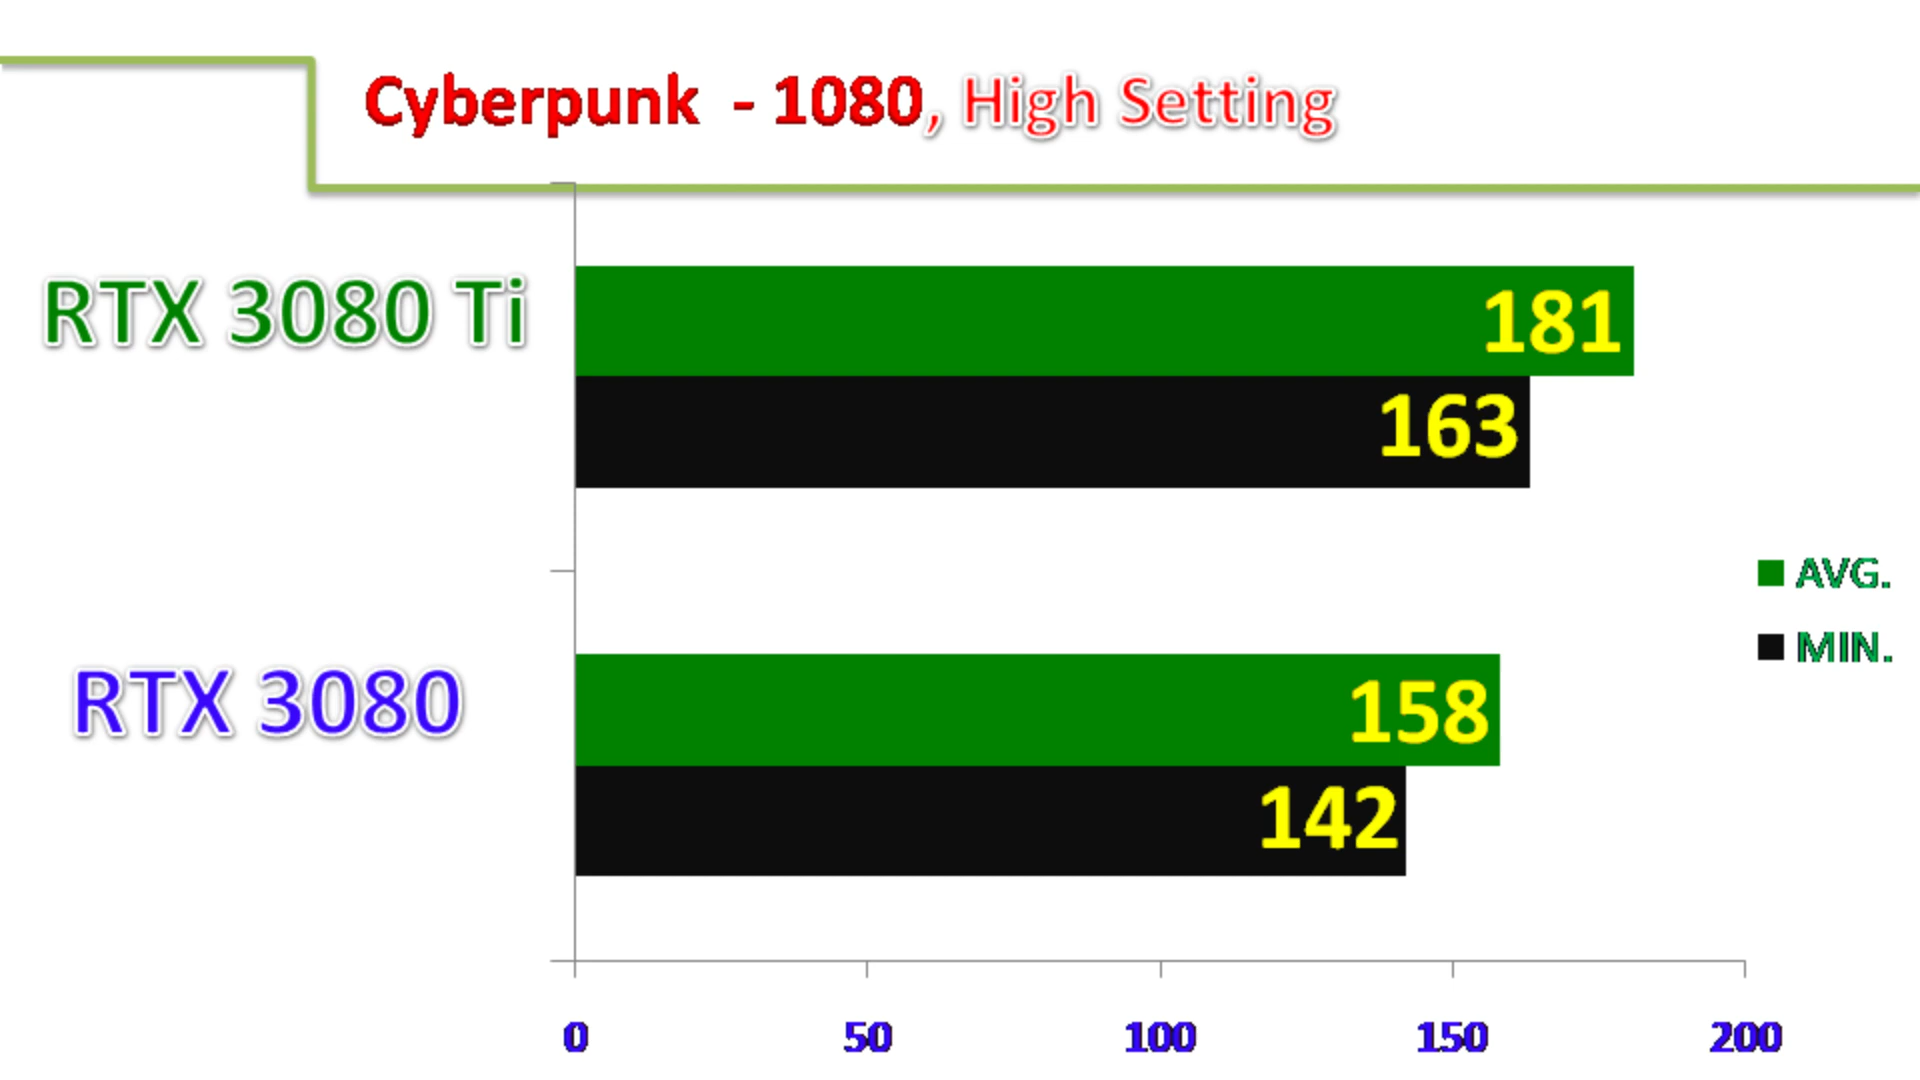 Cyberpunk - 1080, High Setting
RTX 3080 Ti
181
163
RTX 3080
158
142
AVG.
MIN.
0 50 100 150 200